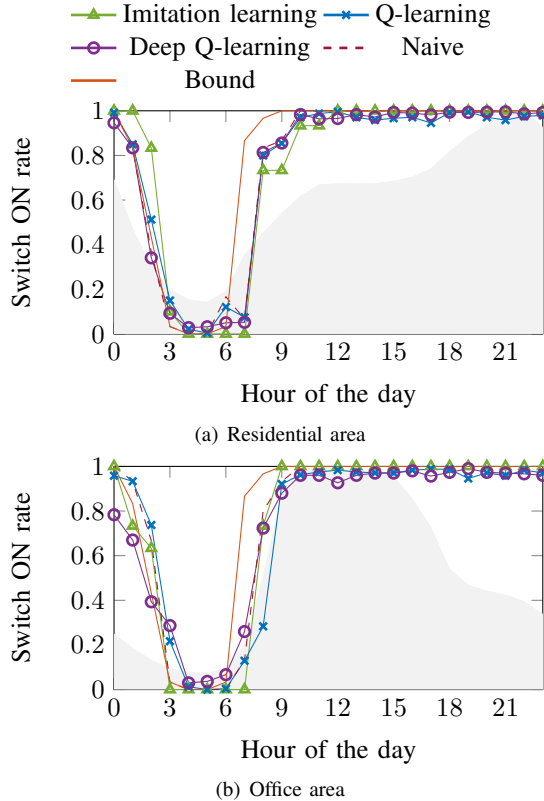 Imitation learning Q-learning
Deep Q-learning Naive
Bound
1
0.8
0.6
0.4
0.2
0
Switch ON rate
0 3 6 9 12 15 18 21
Hour of the day
(a) Residential area
1
0.8
0.6
0.4
0.2
0
Switch ON rate
0 3 6 9 12 15 18 21
Hour of the day
(b) Office area